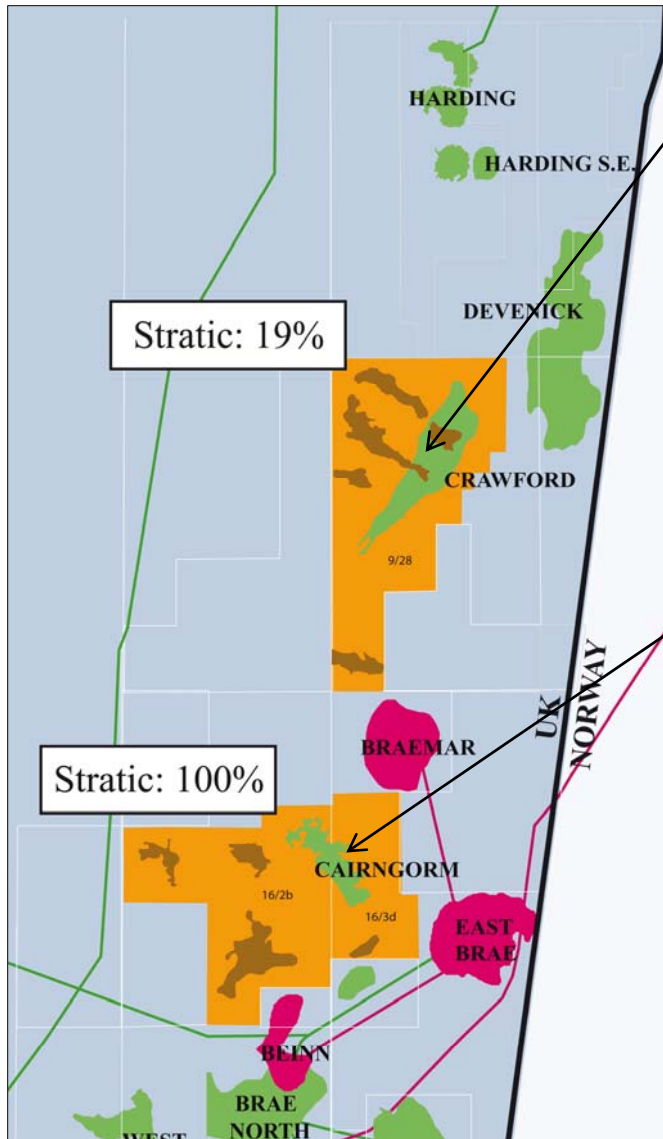 HARDING
HARDING S.E.
DEVENICK
Stratic: 19%
CRAWFORD
9/28
UK
NORWAY
BRAEMAR
Stratic: 100%
CAIRNGORM
16/2b
16/3d
EAST
BRAE
BEINN
BRAE
NORTH
WEST